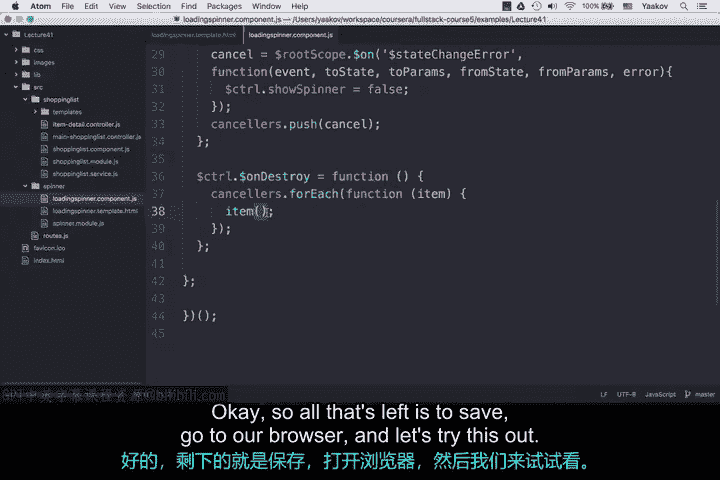 Atom File Edit View Selection Find Packages Window Help 100% Yaakov
loadingspinner.component.js — /Users/yaakov/workspace/coursera/fullstack-course5/examples/Lecture41
Lecture41
css
images
lib
src
shoppinglist
templates
item-detail.controller.js
main-shoppinglist.controller.js
shoppinglist.component.js
shoppinglist.module.js
shoppinglist.service.js
spinner
loadingspinner.component.js
loadingspinner.template.html
spinner.module.js
routes.js
favicon.ico
index.html
loadingspinner.template.html loadingspinner.component.js
29 cancel = $rootScope.$on('$stateChangeError',
30 function(event, toState, toParams, fromState, fromParams, error){
31 $ctrl.showSpinner = false;
32 });
33 cancellers.push(cancel);
34 };
35
36 $ctrl.$onDestroy = function () {
37 cancellers.forEach(function (item) {
38 item();
39 });
40 };
41
42 };
43
44 })();
45
LF UTF-8 JavaScript master
Okay, so all that's left is to save,
go to our browser, and let's try this out.
好的，剩下的就是保存，打开浏览器，然后我们来试试看。